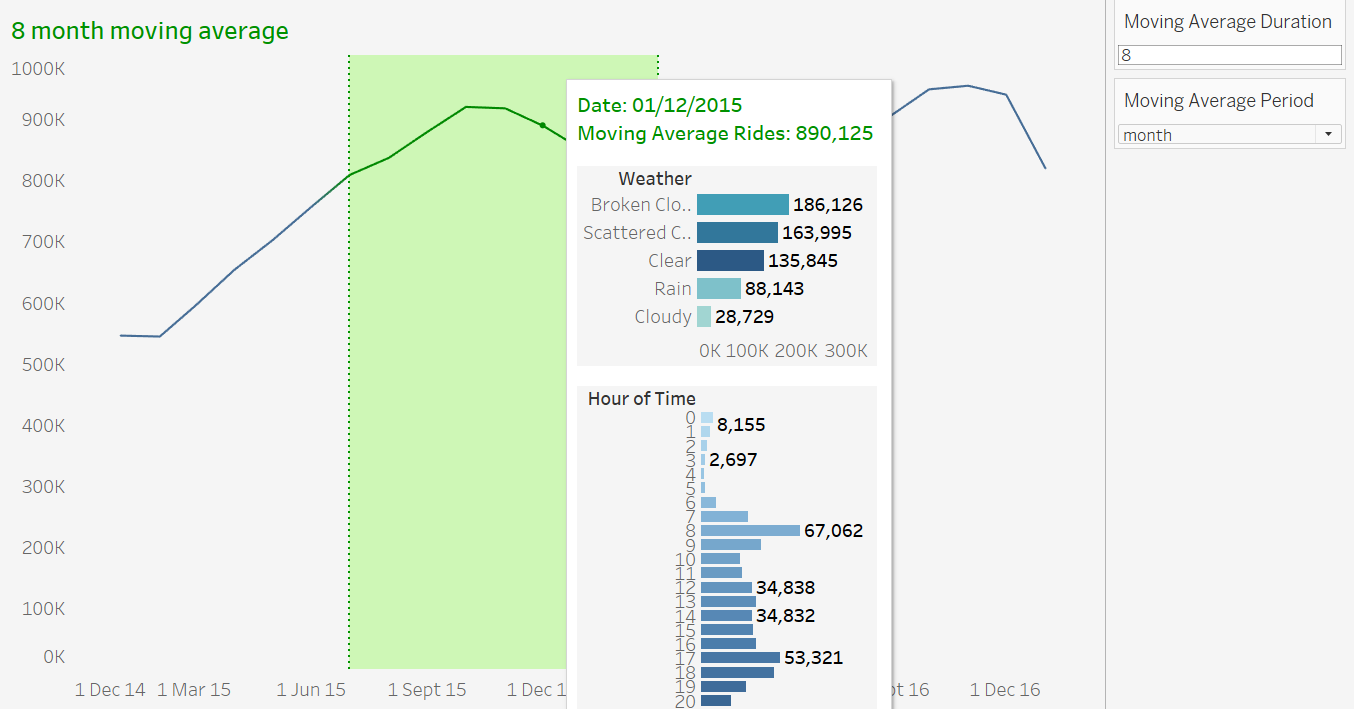 8 month moving average
1000K
900K
800K
700K
600K
500K
400K
300K
200K
100K
0K
1 Dec 14
1 Mar 15
1 Jun 15
1 Sept 15
1 Dec 1
pt 16
1 Dec 16
Date: 01/12/2015
Moving Average Rides: 890,125
Weather
Broken Clo.. 186,126
Scattered C.. 163,995
Clear 135,845
Rain 88,143
Cloudy 28,729
0K 100K 200K 300K
Hour of Time
0
8,155
1
2
3 2,697
4
5
6
7
8 67,062
9
10
11
12 34,838
13
14 34,832
15
16
17 53,321
18
19
20
Moving Average Duration
8
Moving Average Period
month